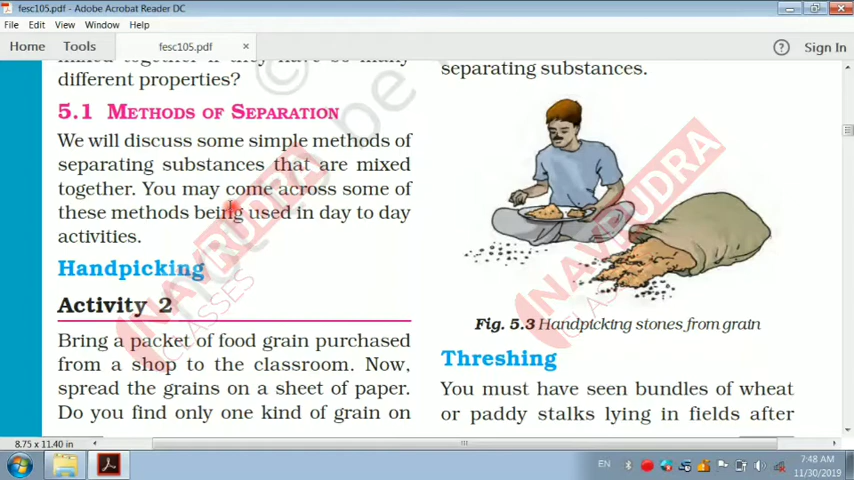 fesc105.pdf - Adobe Acrobat Reader DC
File Edit View Window Help
Home Tools fesc105.pdf × ? Sign In
different properties?
5.1 METHODS OF SEPARATION
We will discuss some simple methods of
separating substances that are mixed
together. You may come across some of
these methods being used in day to day
activities.
Handpicking
Activity 2
Bring a packet of food grain purchased
from a shop to the classroom. Now,
spread the grains on a sheet of paper.
Do you find only one kind of grain on
separating substances.
Fig. 5.3 Handpicking stones from grain
Threshing
You must have seen bundles of wheat
or paddy stalks lying in fields after
NAVRUDRA
CLASSES
NAVRUDRA
8.75 x 11.40 in
EN
7:48 AM
11/30/2019